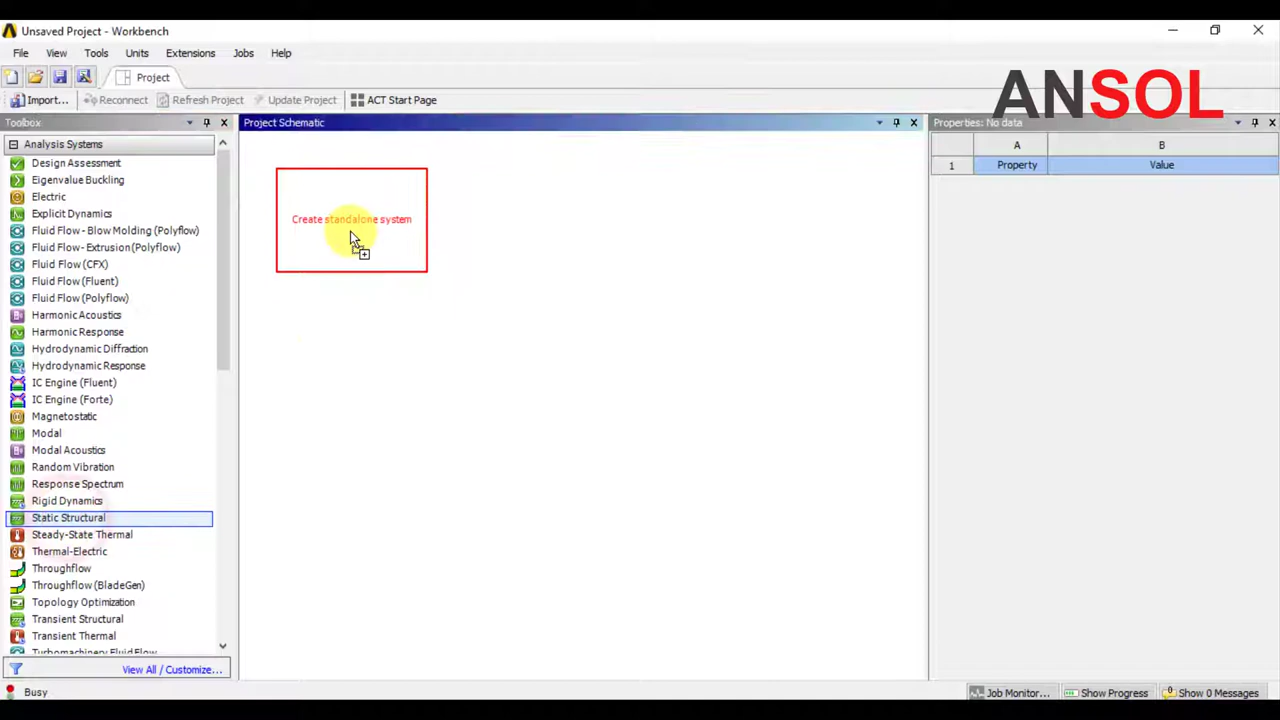 Unsaved Project - Workbench
File View Tools Units Extensions Jobs Help
Project
Import... Reconnect Refresh Project Update Project ACT Start Page
ANSOL
Toolbox
Analysis Systems
Design Assessment
Eigenvalue Buckling
Electric
Explicit Dynamics
Fluid Flow - Blow Molding (Polyflow)
Fluid Flow - Extrusion (Polyflow)
Fluid Flow (CFX)
Fluid Flow (Fluent)
Fluid Flow (Polyflow)
Harmonic Acoustics
Harmonic Response
Hydrodynamic Diffraction
Hydrodynamic Response
IC Engine (Fluent)
IC Engine (Forte)
Magnetostatic
Modal
Modal Acoustics
Random Vibration
Response Spectrum
Rigid Dynamics
Static Structural
Steady-State Thermal
Thermal-Electric
Throughflow
Throughflow (BladeGen)
Topology Optimization
Transient Structural
Transient Thermal
Turbomachinery Fluid Flow
View All / Customize...
Project Schematic
Create standalone system
Properties: No data
A B
1 Property Value
Busy
Job Monitor... Show Progress Show 0 Messages